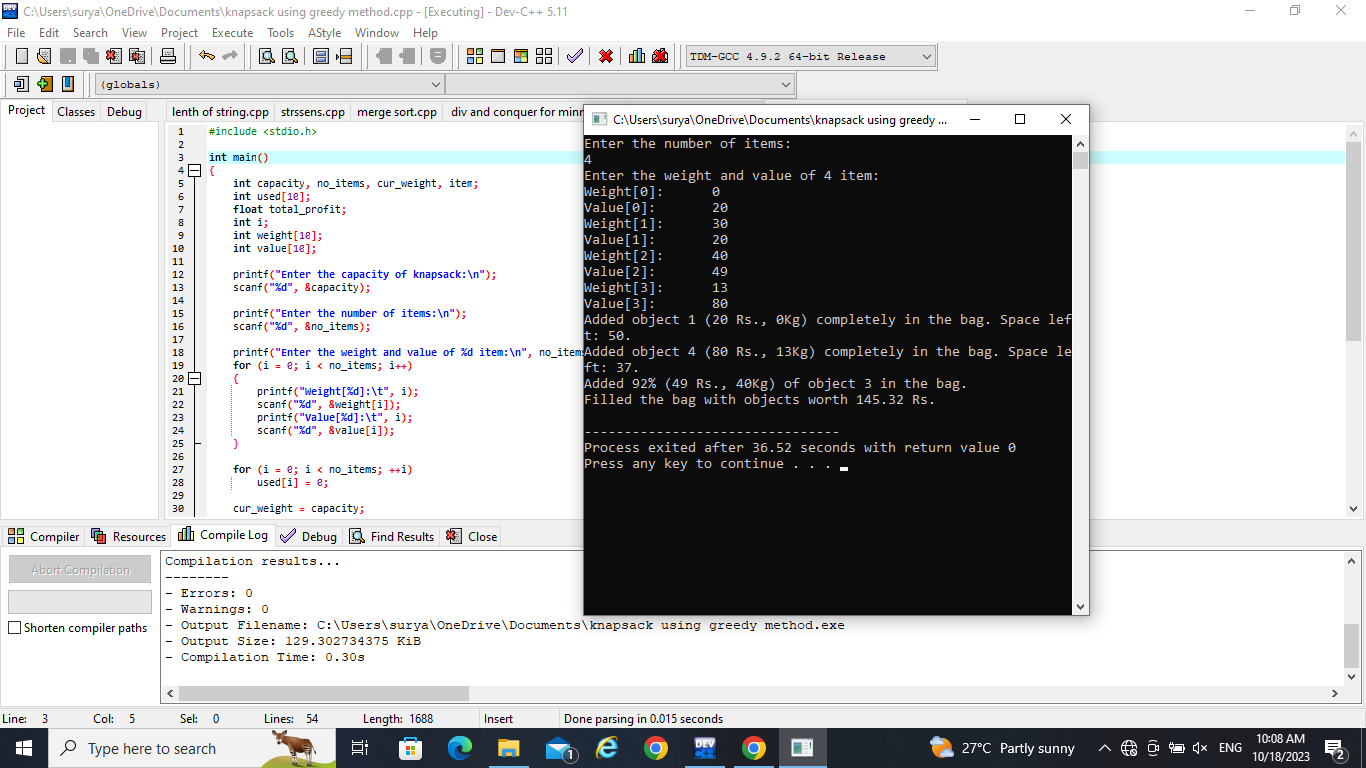 C:\Users\surya\OneDrive\Documents\knapsack using greedy method.cpp - [Executing] - Dev-C++ 5.11
File Edit Search View Project Execute Tools AStyle Window Help
TDM-GCC 4.9.2 64-bit Release
(globals)
Project Classes Debug
lenth of string.cpp strssens.cpp merge sort.cpp div and conquer for minn
1 #include <stdio.h>
2
3 int main()
4 {
5 int capacity, no_items, cur_weight, item;
6 int used[10];
7 float total_profit;
8 int i;
9 int weight[10];
10 int value[10];
11
12 printf("Enter the capacity of knapsack:\n");
13 scanf("%d", &capacity);
14
15 printf("Enter the number of items:\n");
16 scanf("%d", &no_items);
17
18 printf("Enter the weight and value of %d item:\n", no_item
19 for (i = 0; i < no_items; i++)
20 {
21 printf("Weight[%d]:\t", i);
22 scanf("%d", &weight[i]);
23 printf("Value[%d]:\t", i);
24 scanf("%d", &value[i]);
25 }
26
27 for (i = 0; i < no_items; ++i)
28 used[i] = 0;
29
30 cur_weight = capacity;
C:\Users\surya\OneDrive\Documents\knapsack using greedy ...
Enter the number of items:
4
Enter the weight and value of 4 item:
Weight[0]: 0
Value[0]: 20
Weight[1]: 30
Value[1]: 20
Weight[2]: 40
Value[2]: 49
Weight[3]: 13
Value[3]: 80
Added object 1 (20 Rs., 0Kg) completely in the bag. Space lef
t: 50.
Added object 4 (80 Rs., 13Kg) completely in the bag. Space le
ft: 37.
Added 92% (49 Rs., 40Kg) of object 3 in the bag.
Filled the bag with objects worth 145.32 Rs.
--------------------------------
Process exited after 36.52 seconds with return value 0
Press any key to continue . . .
Compiler Resources Compile Log Debug Find Results Close
Abort Compilation
Shorten compiler paths
Compilation results...
--------
- Errors: 0
- Warnings: 0
- Output Filename: C:\Users\surya\OneDrive\Documents\knapsack using greedy method.exe
- Output Size: 129.302734375 KiB
- Compilation Time: 0.30s
Line: 3 Col: 5 Sel: 0 Lines: 54 Length: 1688 Insert Done parsing in 0.015 seconds
Type here to search
1
DEV
27°C Partly sunny
ENG
10:08 AM
10/18/2023
2